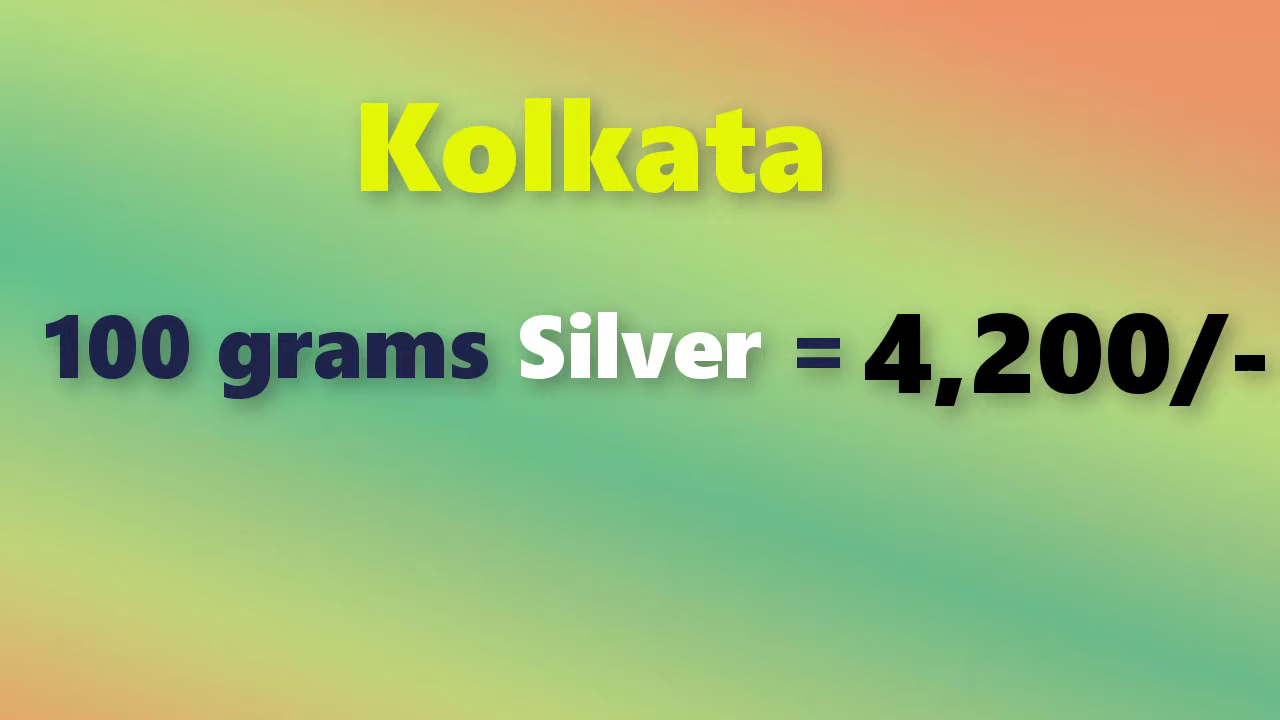 Kolkata
100 grams Silver = 4,200/-